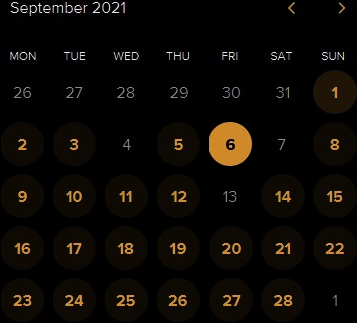 September 2021
MON TUE WED THU FRI SAT SUN
26 27 28 29 30 31 1
2 3 4 5 6 7 8
9 10 11 12 13 14 15
16 17 18 19 20 21 22
23 24 25 26 27 28 1